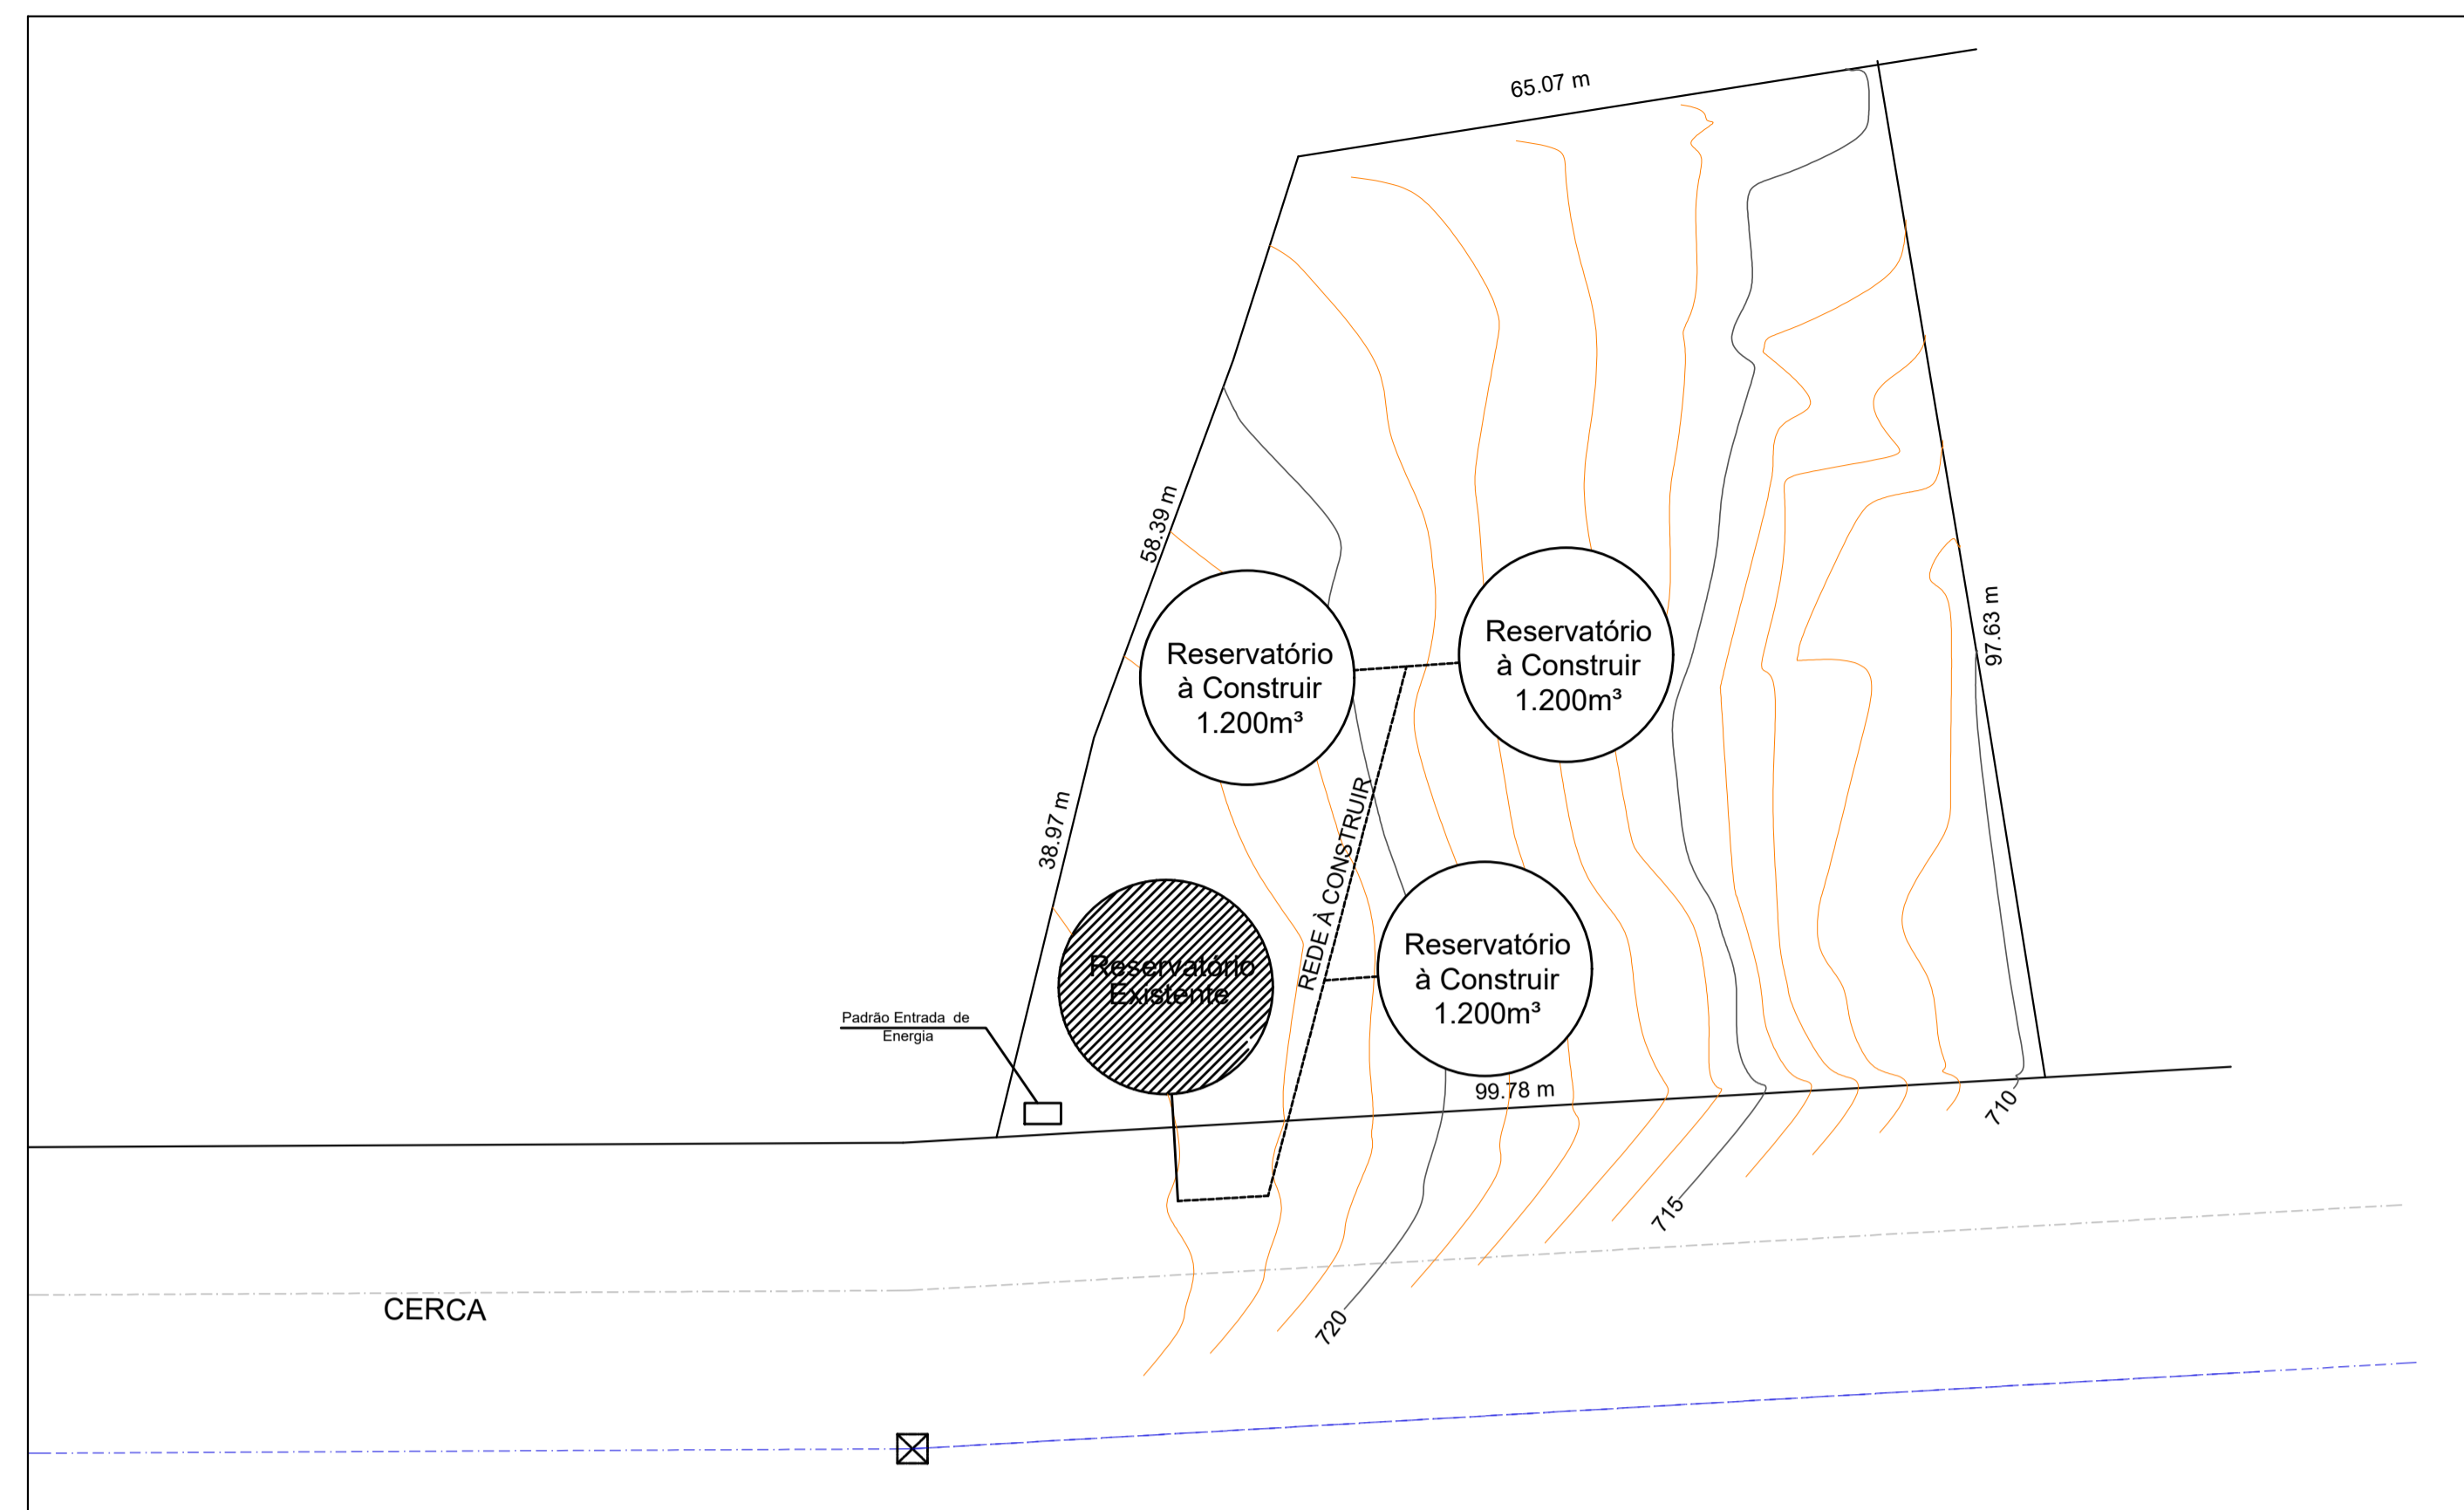 65.07 m
58.39 m
97.63 m
Reservatório
à Construir
1.200m³
Reservatório
à Construir
1.200m³
38.97 m
REDE À CONSTRUIR
Reservatório
Existente
Reservatório
à Construir
1.200m³
Padrão Entrada de
Energia
99.78 m
710
715
720
CERCA